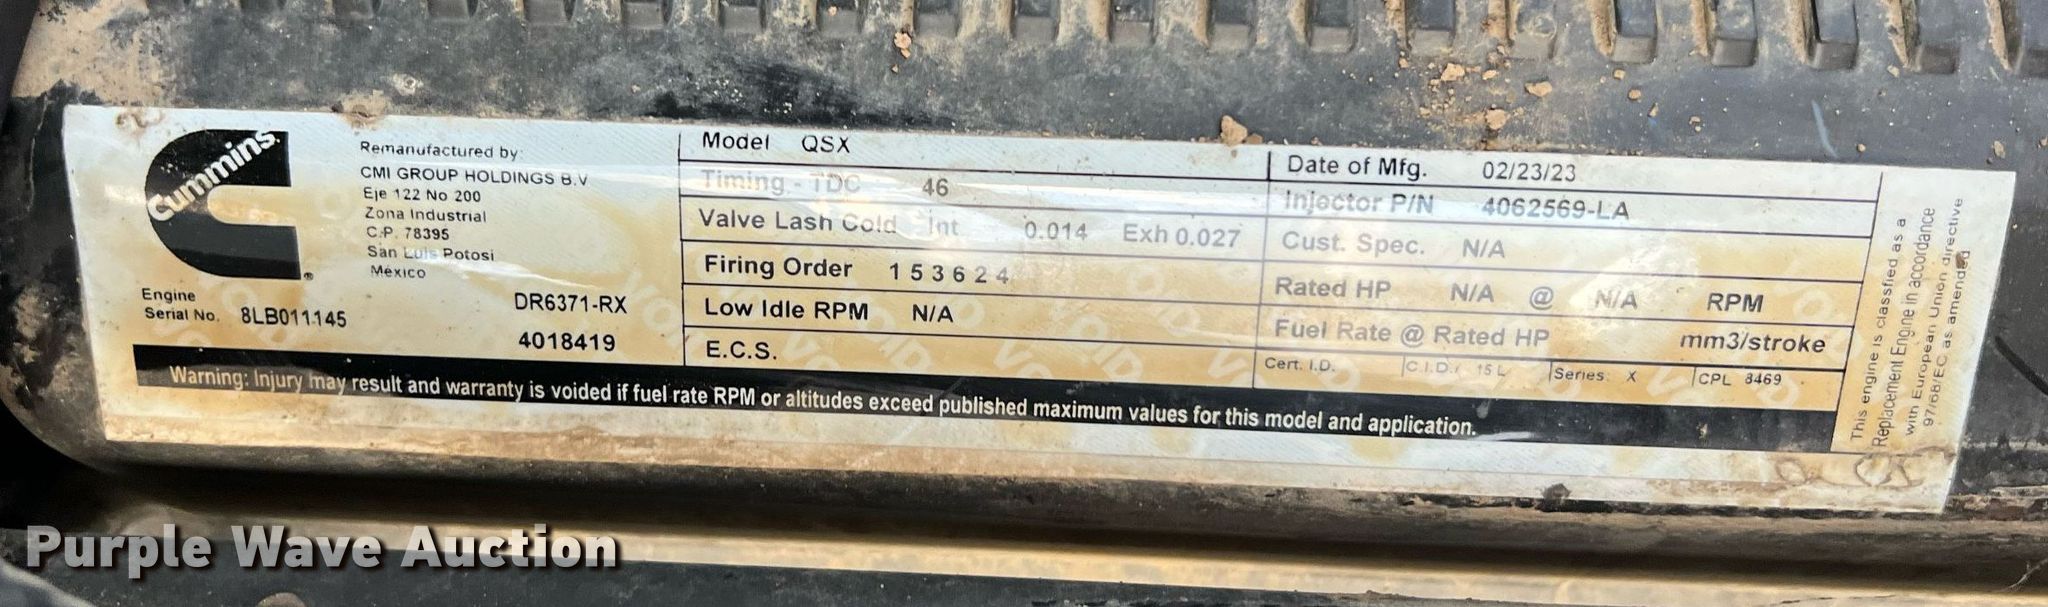 Cummins
®
Remanufactured by:
CMI GROUP HOLDINGS B.V
Eje 122 No 200
Zona Industrial
C.P. 78395
San Luis Potosi
México
Engine
Serial No. 8LB011145
DR6371-RX
4018419
Model QSX
Timing - TDC 46
Valve Lash Cold Int 0.014 Exh 0.027
Firing Order 1 5 3 6 2 4
Low Idle RPM N/A
E.C.S.
Date of Mfg. 02/23/23
Injector P/N 4062569-LA
Cust. Spec. N/A
Rated HP N/A @ N/A RPM
Fuel Rate @ Rated HP mm3/stroke
Cert. I.D. C.I.D./ 15 L Series: X CPL 8469
Warning: Injury may result and warranty is voided if fuel rate RPM or altitudes exceed published maximum values for this model and application.
This engine is classfied as a
Replacement Engine in accordance
with European Union directive
97/68/EC as amended
Purple Wave Auction